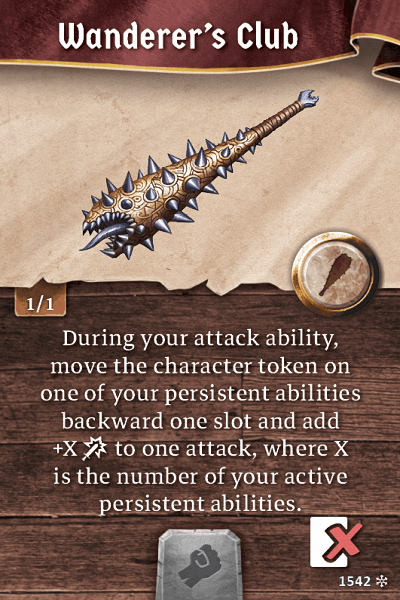 Wanderer's Club
1/1
During your attack ability,
move the character token on
one of your persistent abilities
backward one slot and add
+X to one attack, where X
is the number of your active
persistent abilities.
1542